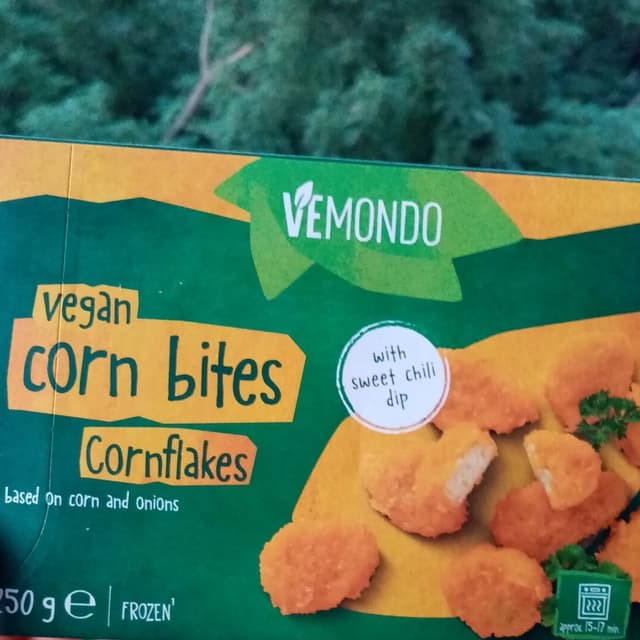 VEMONDO
vegan
corn bites
Cornflakes
based on corn and onions
with
sweet chili
dip
250 g e
FROZEN¹
approx. 15-17 min.